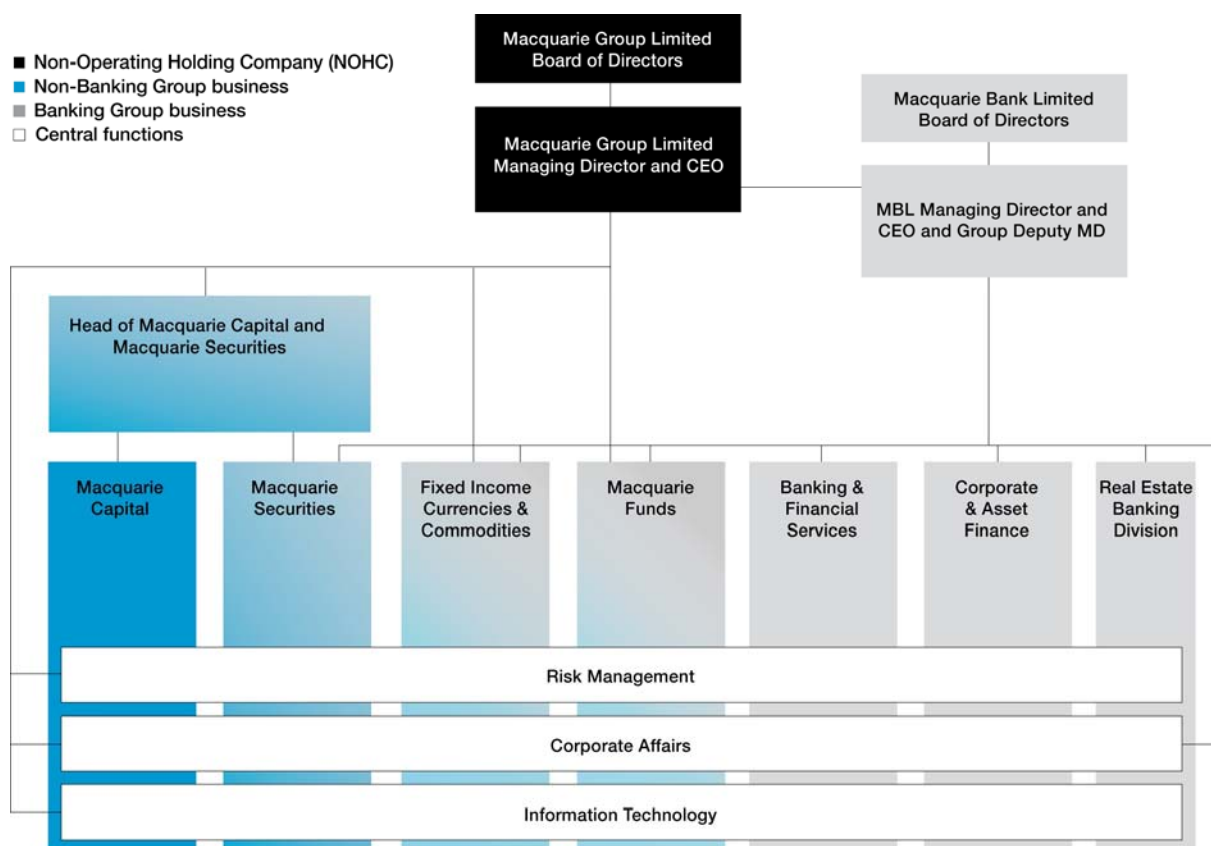 Non-Operating Holding Company (NOHC)
Non-Banking Group business
Banking Group business
Central functions
Macquarie Group Limited
Board of Directors
Macquarie Group Limited
Managing Director and CEO
Macquarie Bank Limited
Board of Directors
MBL Managing Director and
CEO and Group Deputy MD
Head of Macquarie Capital and
Macquarie Securities
Macquarie
Capital
Macquarie
Securities
Fixed Income
Currencies &
Commodities
Macquarie
Funds
Banking &
Financial
Services
Corporate
& Asset
Finance
Real Estate
Banking
Division
Risk Management
Corporate Affairs
Information Technology